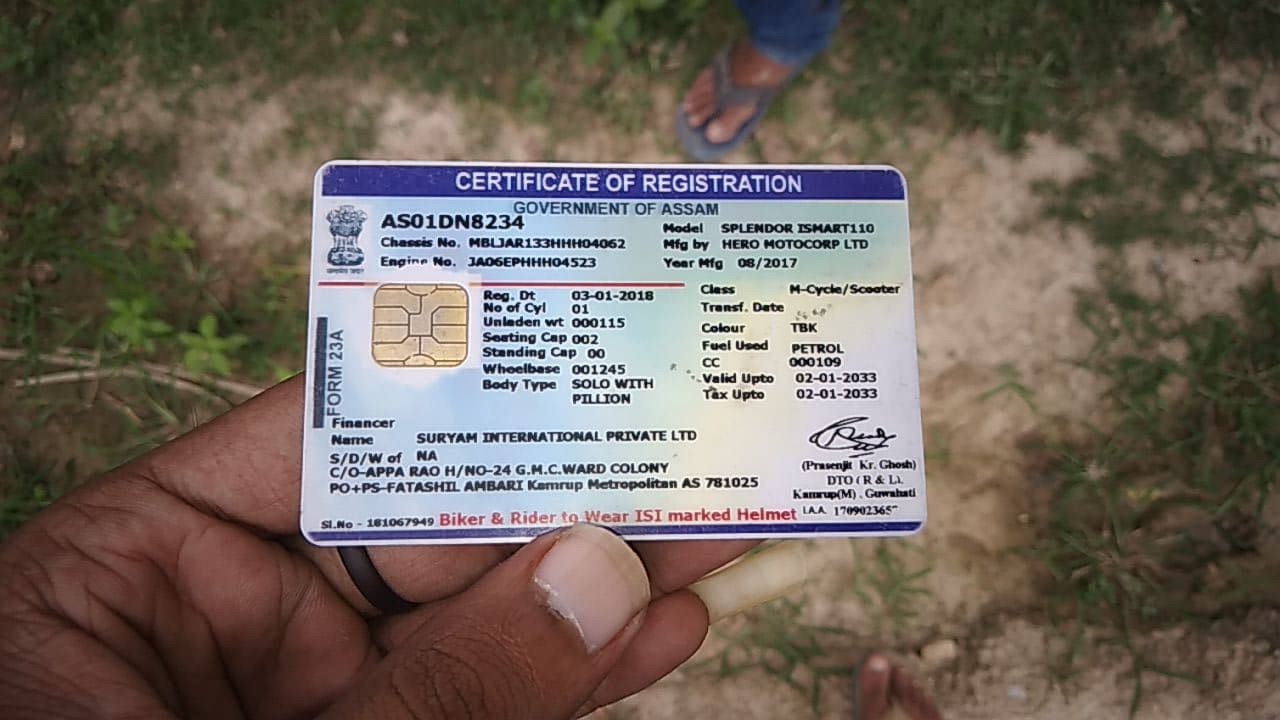 CERTIFICATE OF REGISTRATION
GOVERNMENT OF ASSAM
AS01DN8234
Chassis No. MBLJAR133HHH04062
Engine No. JA06EPHHH04523
Model SPLENDOR ISMART110
Mfg by HERO MOTOCORP LTD
Year Mfg 08/2017
Reg. Dt 03-01-2018
No of Cyl 01
Unladen wt 000115
Seating Cap 002
Standing Cap 00
Wheelbase 001245
Body Type SOLO WITH
PILLION
Class M-Cycle/Scooter
Transf. Date
Colour TBK
Fuel Used PETROL
CC 000109
Valid Upto 02-01-2033
Tax Upto 02-01-2033
FORM 23A
Financer
Name SURYAM INTERNATIONAL PRIVATE LTD
S/D/W of NA
C/O-APPA RAO H/NO-24 G.M.C.WARD COLONY
PO+PS-FATASHIL AMBARI Kamrup Metropolitan AS 781025
(Prasenjit Kr. Ghosh)
DTO (R & L).
Kamrup(M), Guwahati
I.A.A. 170902365
Sl.No - 181067949 Biker & Rider to Wear ISI marked Helmet